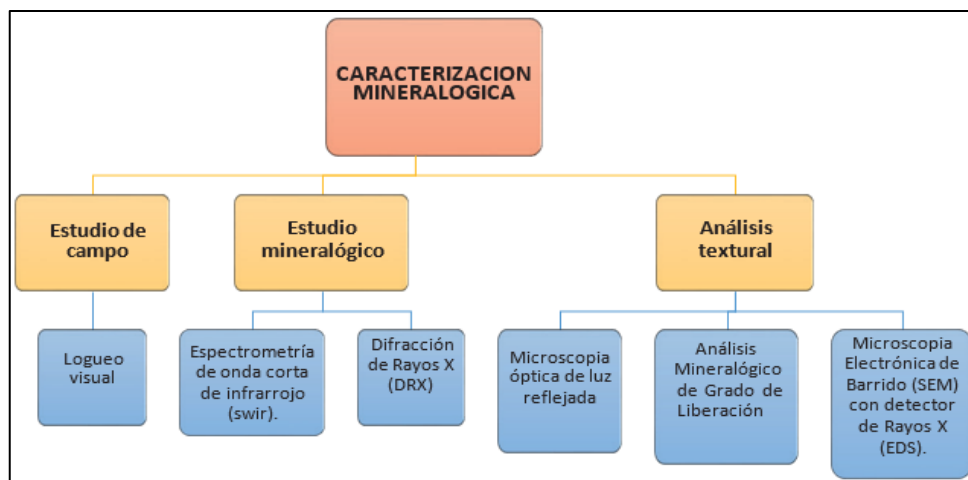 CARACTERIZACION
MINERALOGICA
Estudio de
campo
Estudio
mineralógico
Análisis
textural
Logueo
visual
Espectrometría
de onda corta
de infrarrojo
(swir).
Difracción
de Rayos X
(DRX)
Microscopia
óptica de luz
reflejada
Análisis
Mineralógico
de Grado de
Liberación
Microscopia
Electrónica de
Barrido (SEM)
con detector
de Rayos X
(EDS).